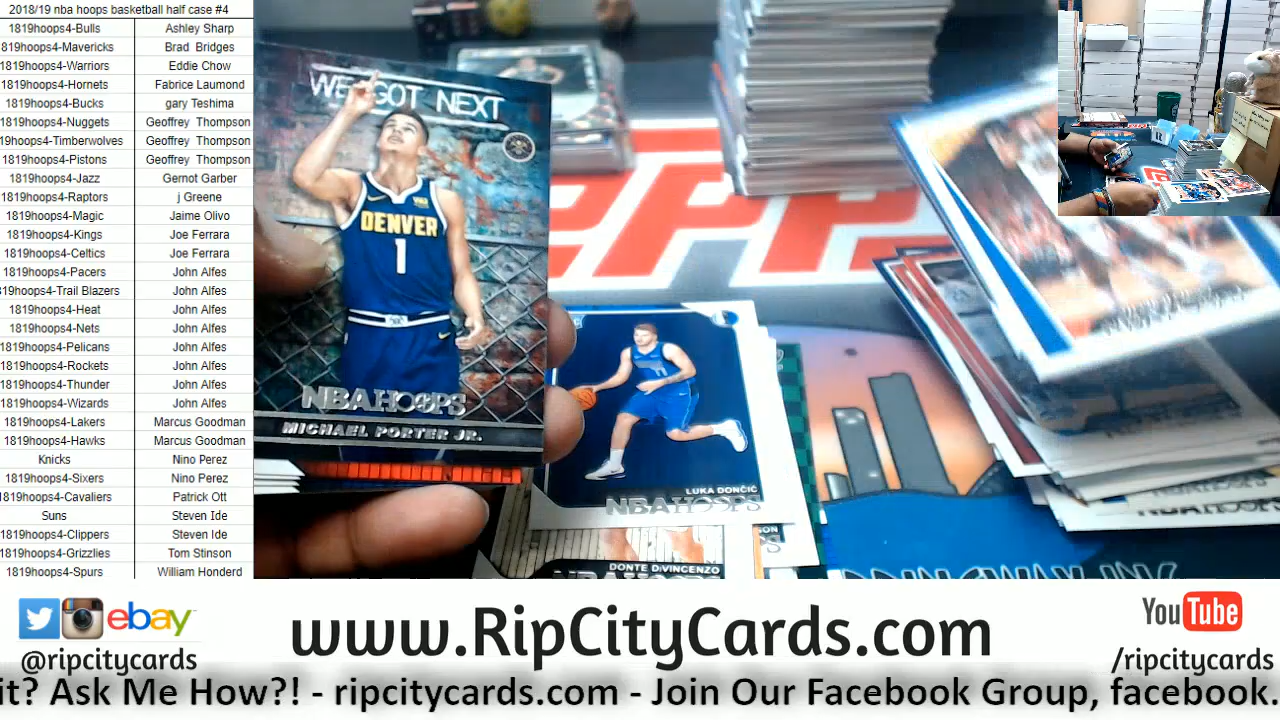 2018/19 nba hoops basketball half case #4
1819hoops4-Bulls Ashley Sharp
1819hoops4-Mavericks Brad Bridges
1819hoops4-Warriors Eddie Chow
1819hoops4-Hornets Fabrice Laumond
1819hoops4-Bucks gary Teshima
1819hoops4-Nuggets Geoffrey Thompson
19hoops4-Timberwolves Geoffrey Thompson
1819hoops4-Pistons Geoffrey Thompson
1819hoops4-Jazz Gernot Garber
1819hoops4-Raptors j Greene
1819hoops4-Magic Jaime Olivo
1819hoops4-Kings Joe Ferrara
1819hoops4-Celtics Joe Ferrara
1819hoops4-Pacers John Alfes
19hoops4-Trail Blazers John Alfes
1819hoops4-Heat John Alfes
1819hoops4-Nets John Alfes
1819hoops4-Pelicans John Alfes
1819hoops4-Rockets John Alfes
1819hoops4-Thunder John Alfes
1819hoops4-Wizards John Alfes
1819hoops4-Lakers Marcus Goodman
1819hoops4-Hawks Marcus Goodman
Knicks Nino Perez
1819hoops4-Sixers Nino Perez
1819hoops4-Cavaliers Patrick Ott
Suns Steven Ide
1819hoops4-Clippers Steven Ide
1819hoops4-Grizzlies Tom Stinson
1819hoops4-Spurs William Honderd
WE GOT NEXT
DENVER
1
NBA HOOPS
MICHAEL PORTER JR.
LUKA DONČIĆ
NBA HOOPS
DONTE DIVINCENZO
ebay
@ripcitycards
www.RipCityCards.com
YouTube
/ripcitycards
it? Ask Me How?! - ripcitycards.com - Join Our Facebook Group, facebook.